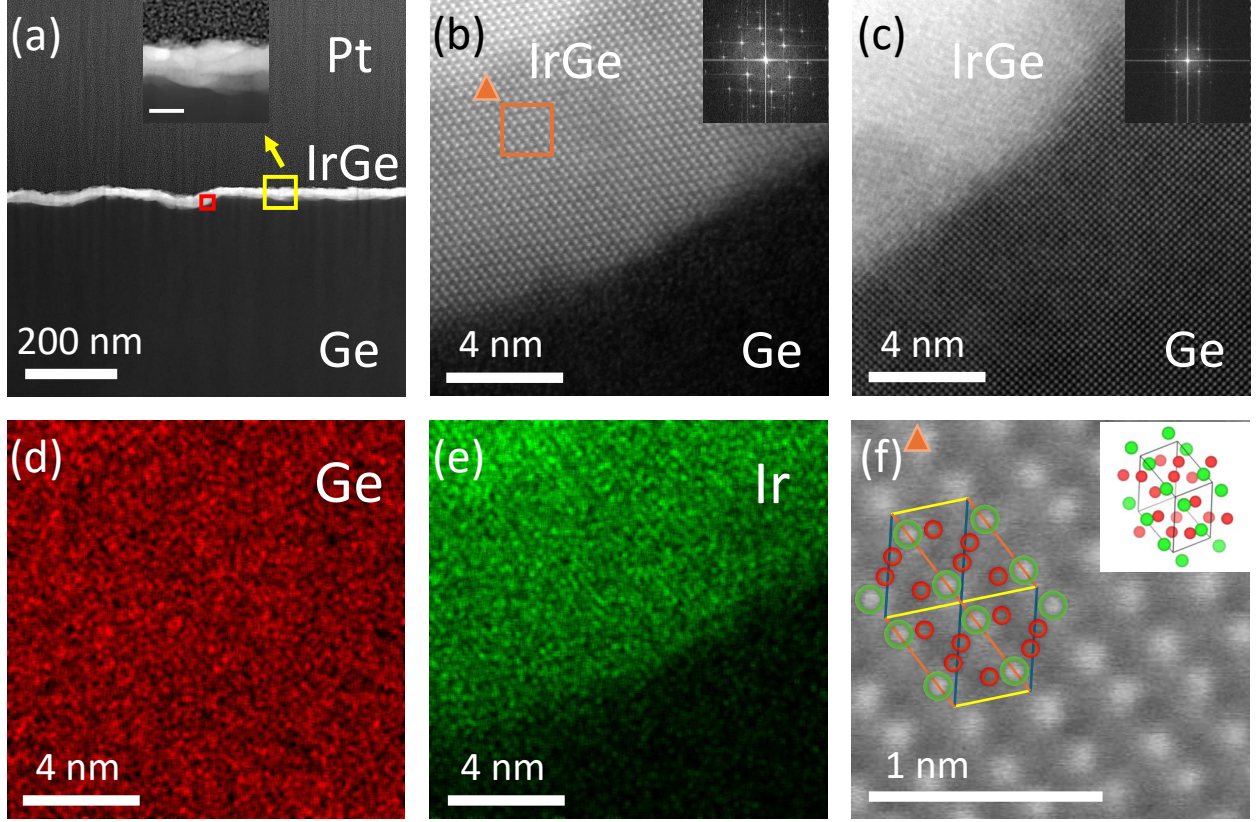 (a)
Pt
IrGe
200 nm
Ge
(b)
IrGe
4 nm
Ge
(c)
IrGe
4 nm
Ge
(d)
Ge
4 nm
(e)
Ir
4 nm
(f)
1 nm